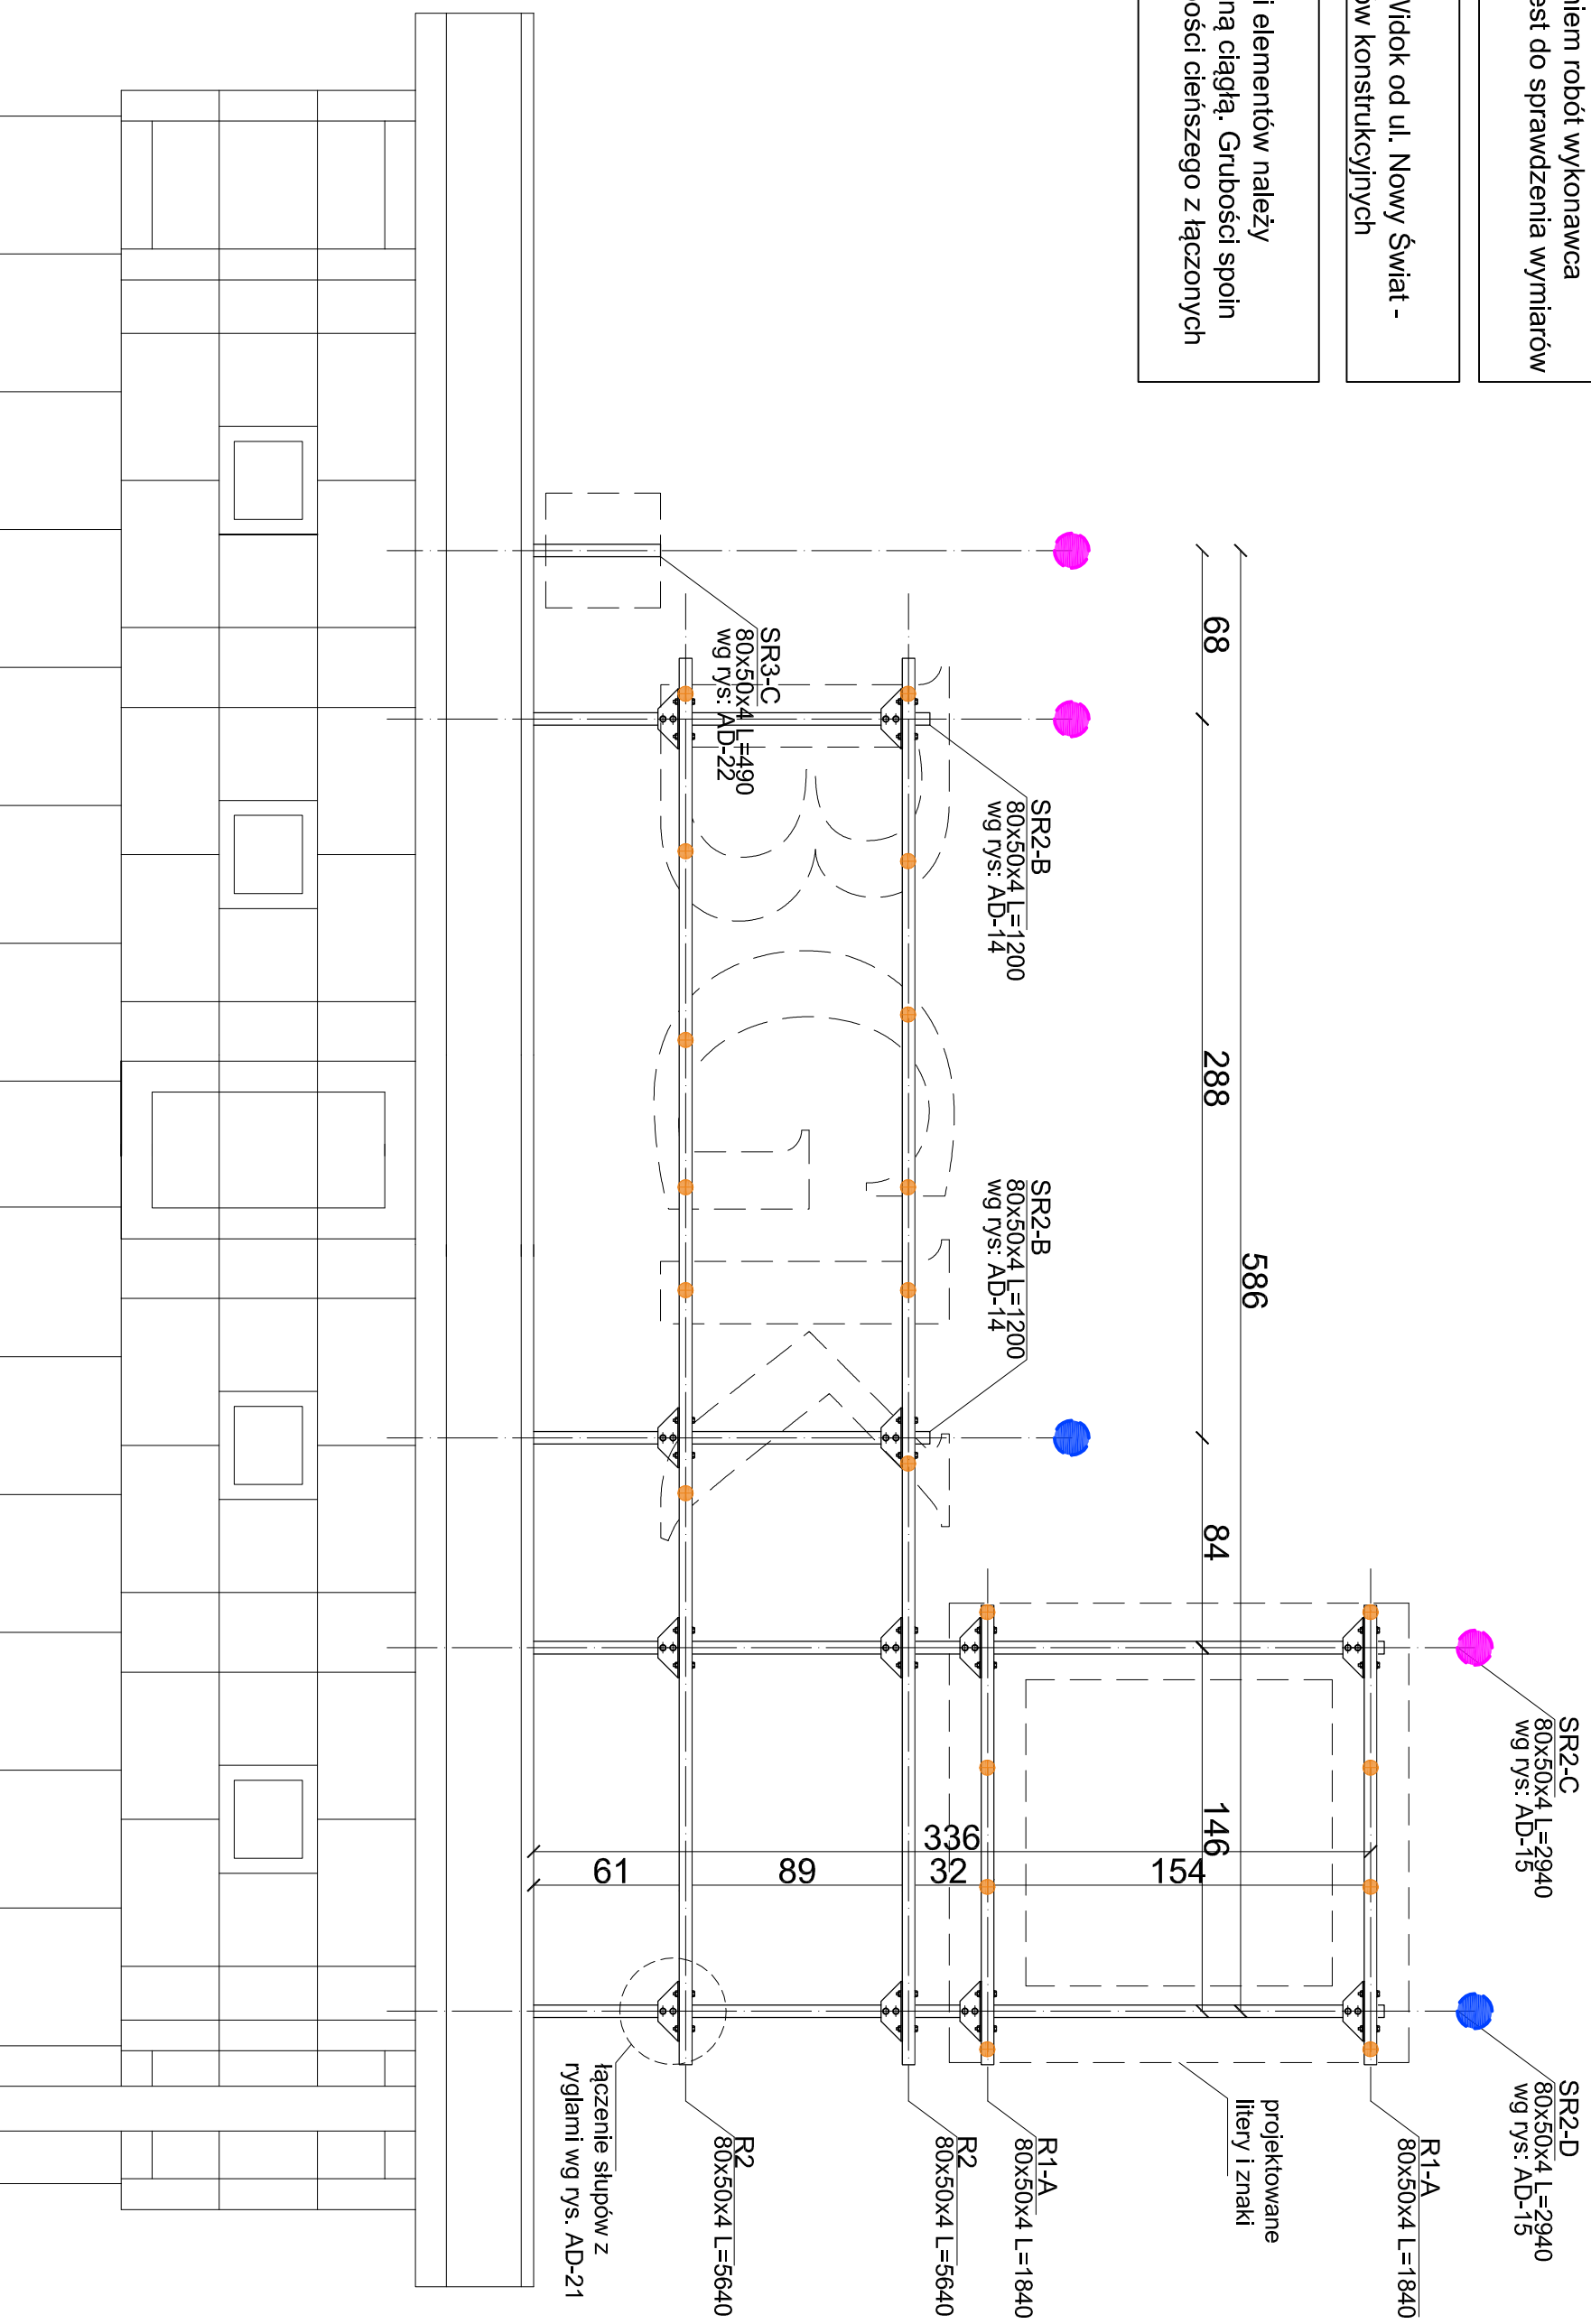 niem robót wykonawca
est do sprawdzenia wymiarów
Widok od ul. Nowy Świat -
ów konstrukcyjnych
i elementów należy
ną ciągłą. Grubości spoin
ości cieńszego z łączonych
SR2-C
80x50x4 L=2940
wg rys: AD-15
SR2-D
80x50x4 L=2940
wg rys: AD-15
R1-A
80x50x4 L=1840
586
68
288
84
146
projektowane
litery i znaki
SR2-B
80x50x4 L=1200
wg rys: AD-14
SR2-B
80x50x4 L=1200
wg rys: AD-14
R1-A
80x50x4 L=1840
336
154
32
89
61
R2
80x50x4 L=5640
SR3-C
80x50x4 L=490
wg rys: AD-22
R2
80x50x4 L=5640
łączenie słupów z
ryglami wg rys. AD-21
BGK